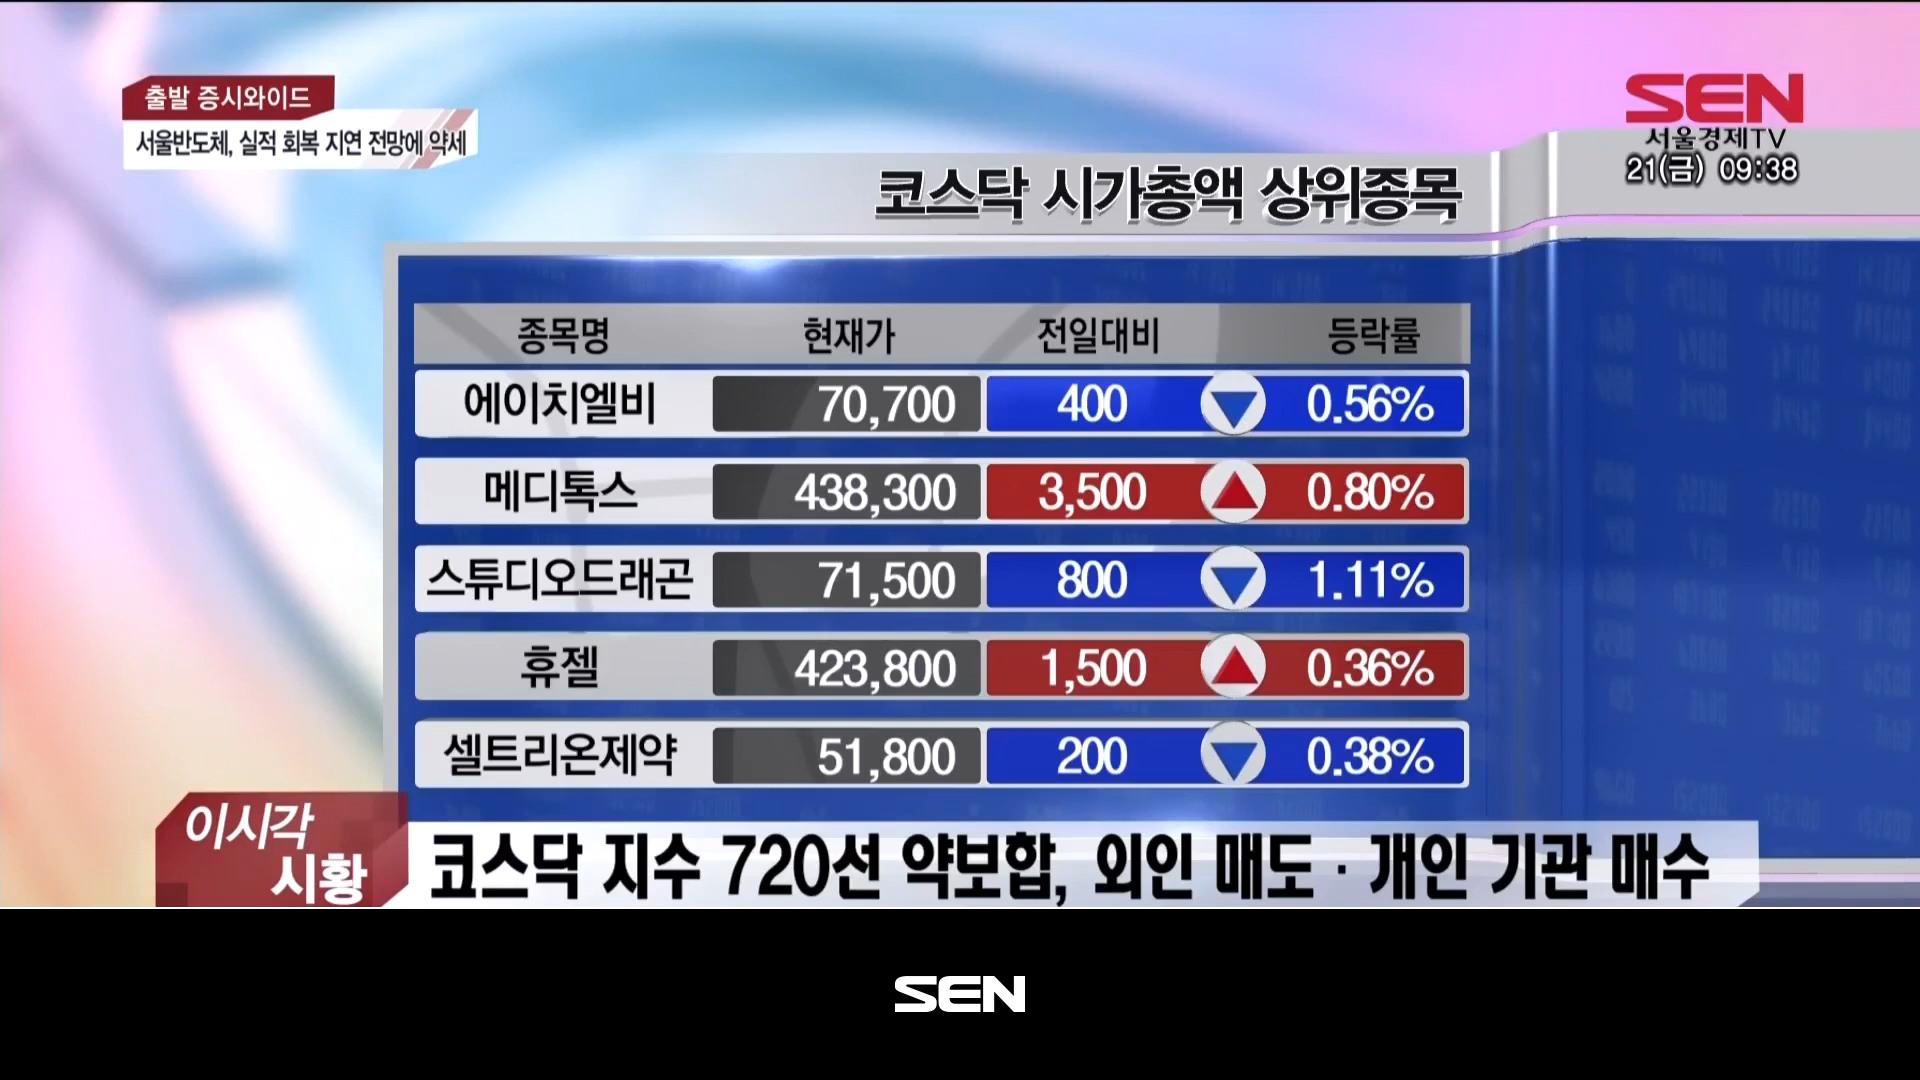 출발 증시와이드
서울반도체, 실적 회복 지연 전망에 약세
SEN
서울경제TV
21(금) 09:38
코스닥 시가총액 상위종목
종목명 현재가 전일대비 등락률
에이치엘비 70,700 400 ▼ 0.56%
메디톡스 438,300 3,500 ▲ 0.80%
스튜디오드래곤 71,500 800 ▼ 1.11%
휴젤 423,800 1,500 ▲ 0.36%
셀트리온제약 51,800 200 ▼ 0.38%
이시각
시황
코스닥 지수 720선 약보합, 외인 매도·개인 기관 매수
SEN